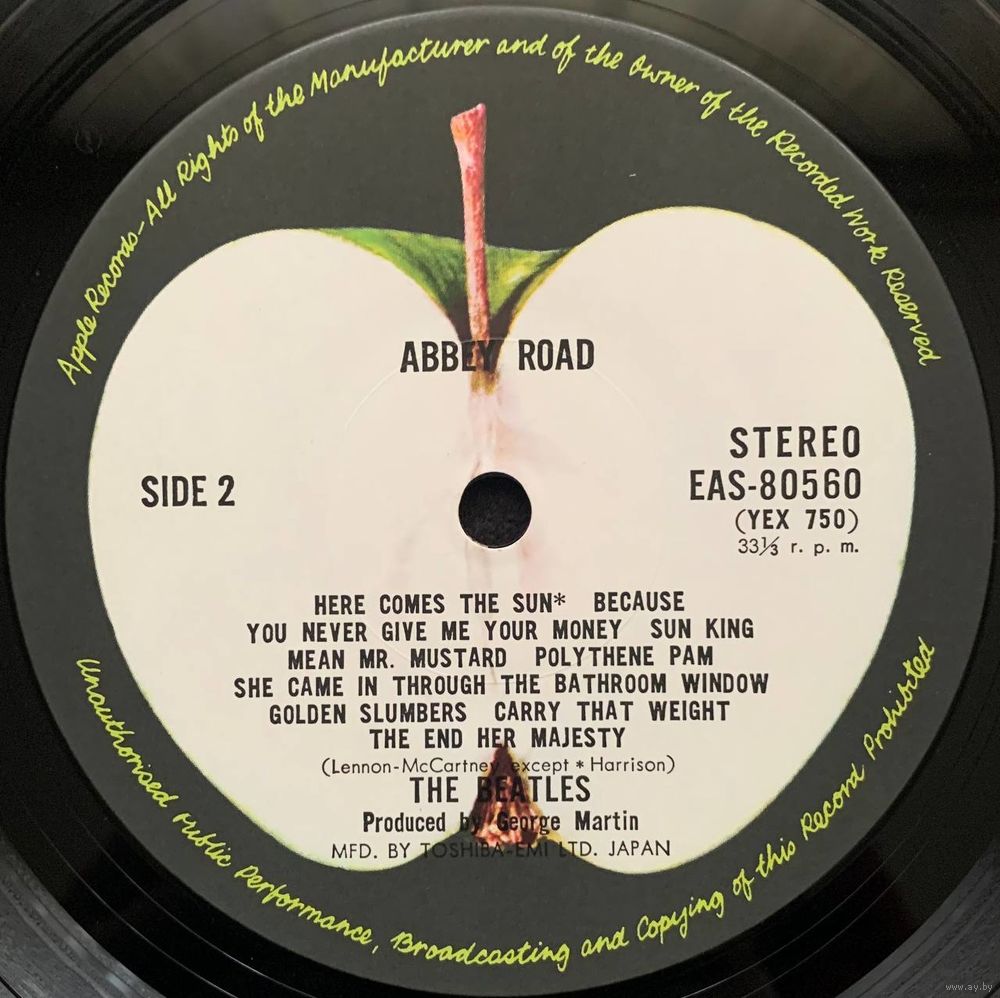 Apple Records—All Rights of the Manufacturer and of the Owner of the Recorded Work Reserved
ABBEY ROAD
STEREO
SIDE 2
EAS-80560
(YEX 750)
33⅓ r. p. m.
HERE COMES THE SUN* BECAUSE
YOU NEVER GIVE ME YOUR MONEY SUN KING
MEAN MR. MUSTARD POLYTHENE PAM
SHE CAME IN THROUGH THE BATHROOM WINDOW
GOLDEN SLUMBERS CARRY THAT WEIGHT
THE END HER MAJESTY
(Lennon-McCartney except * Harrison)
THE BEATLES
Produced by George Martin
MFD. BY TOSHIBA-EMI LTD. JAPAN
Unauthorised Public Performance, Broadcasting and Copying of this Record Prohibited
www.ay.by